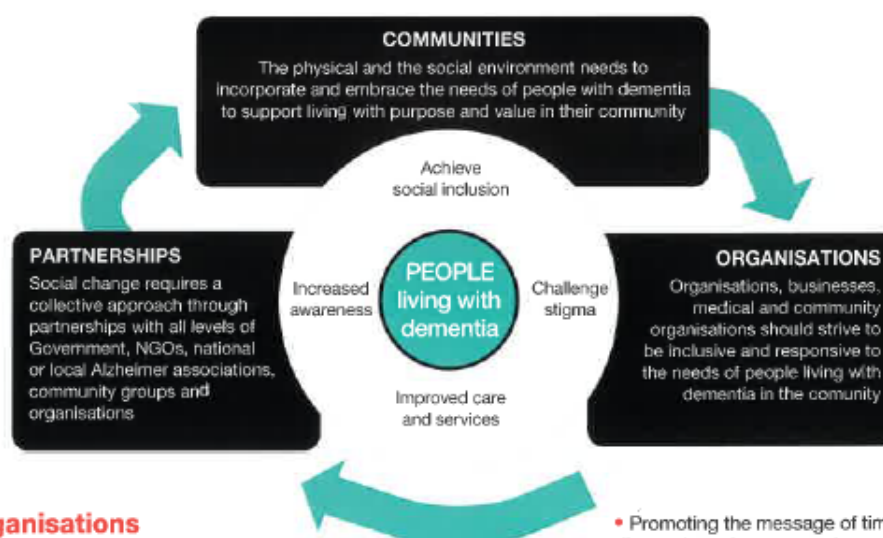 COMMUNITIES
The physical and the social environment needs to
incorporate and embrace the needs of people with dementia
to support living with purpose and value in their community
Achieve
social inclusion
PARTNERSHIPS
Social change requires a
collective approach through
partnerships with all levels of
Government, NGOs, national
or local Alzheimer associations,
community groups and
organisations
Increased
awareness
PEOPLE
living with
dementia
Challenge
stigma
ORGANISATIONS
Organisations, businesses,
medical and community
organisations should strive to
be inclusive and responsive to
the needs of people living with
dementia in the comunity
Improved care
and services
• Promoting the message of